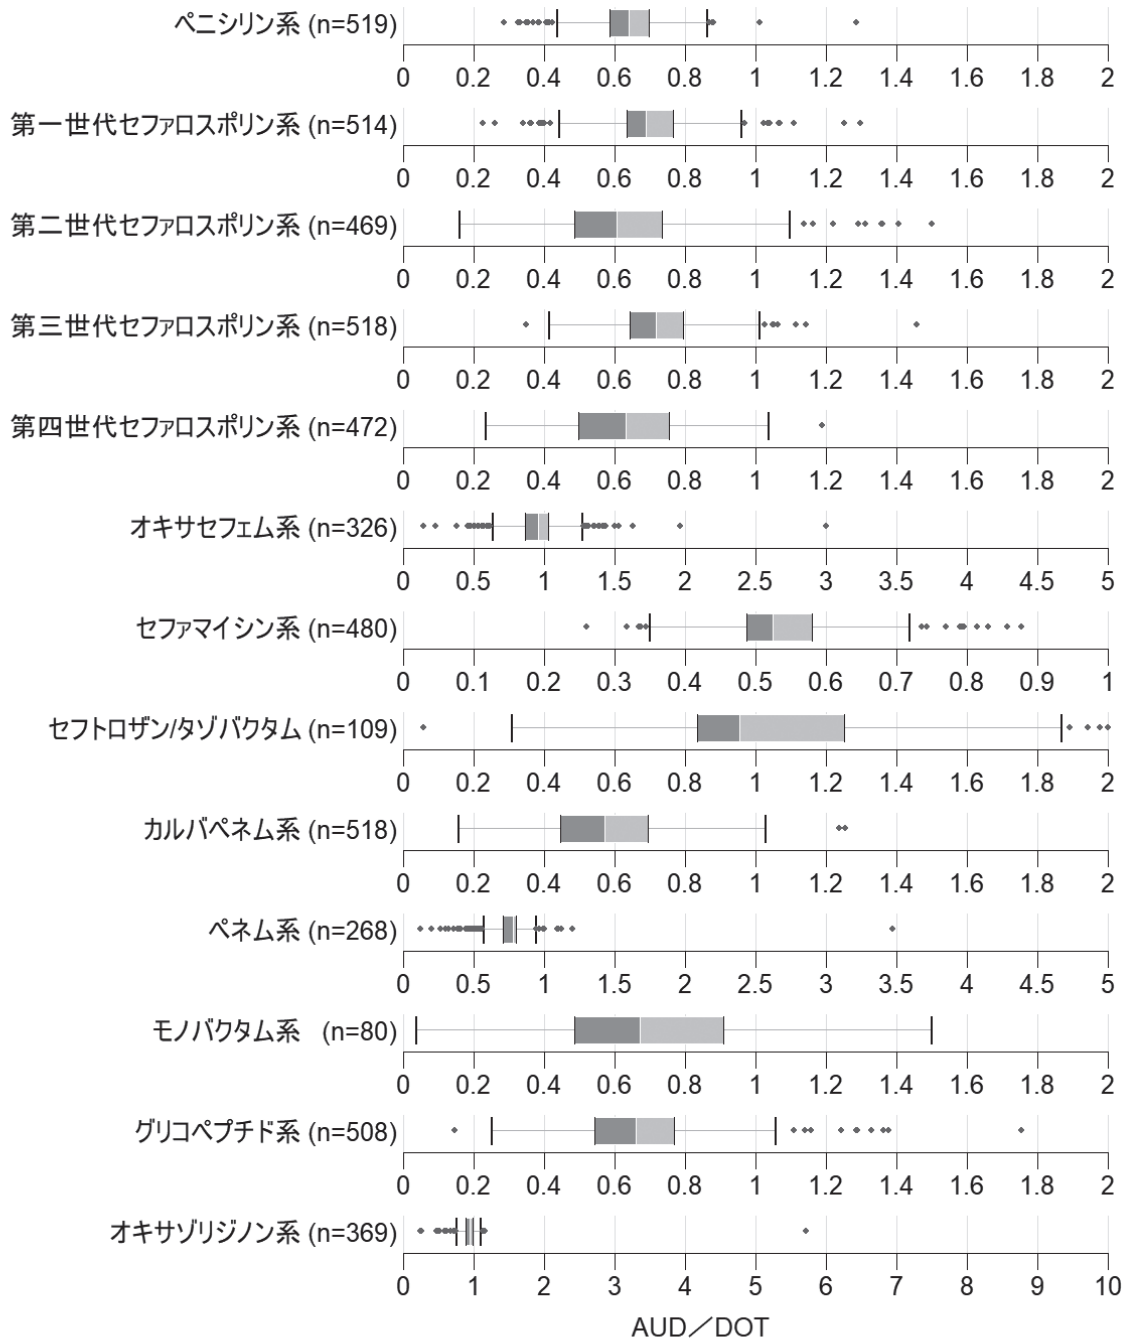 ペニシリン系 (n=519)
0 0.2 0.4 0.6 0.8 1 1.2 1.4 1.6 1.8 2
第一世代セファロスポリン系 (n=514)
0 0.2 0.4 0.6 0.8 1 1.2 1.4 1.6 1.8 2
第二世代セファロスポリン系 (n=469)
0 0.2 0.4 0.6 0.8 1 1.2 1.4 1.6 1.8 2
第三世代セファロスポリン系 (n=518)
0 0.2 0.4 0.6 0.8 1 1.2 1.4 1.6 1.8 2
第四世代セファロスポリン系 (n=472)
0 0.2 0.4 0.6 0.8 1 1.2 1.4 1.6 1.8 2
オキサセフェム系 (n=326)
0 0.5 1 1.5 2 2.5 3 3.5 4 4.5 5
セファマイシン系 (n=480)
0 0.1 0.2 0.3 0.4 0.5 0.6 0.7 0.8 0.9 1
セフトロザン/タゾバクタム (n=109)
0 0.2 0.4 0.6 0.8 1 1.2 1.4 1.6 1.8 2
カルバペネム系 (n=518)
0 0.2 0.4 0.6 0.8 1 1.2 1.4 1.6 1.8 2
ペネム系 (n=268)
0 0.5 1 1.5 2 2.5 3 3.5 4 4.5 5
モノバクタム系 (n=80)
0 0.2 0.4 0.6 0.8 1 1.2 1.4 1.6 1.8 2
グリコペプチド系 (n=508)
0 0.2 0.4 0.6 0.8 1 1.2 1.4 1.6 1.8 2
オキサゾリジノン系 (n=369)
0 1 2 3 4 5 6 7 8 9 10
AUD／DOT